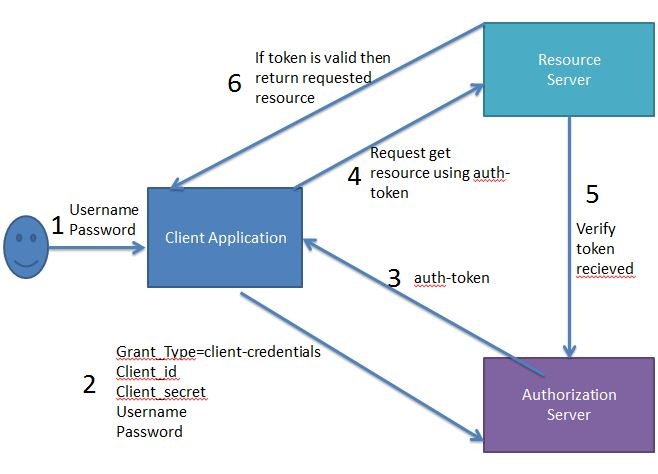 6
If token is valid then
return requested
resource
Resource
Server
4
Request get
resource using auth-
token
1
Username
Password
Client Application
5
Verify
token
recieved
3
auth-token
2
Grant_Type=client-credentials
Client_id
Client_secret
Username
Password
Authorization
Server